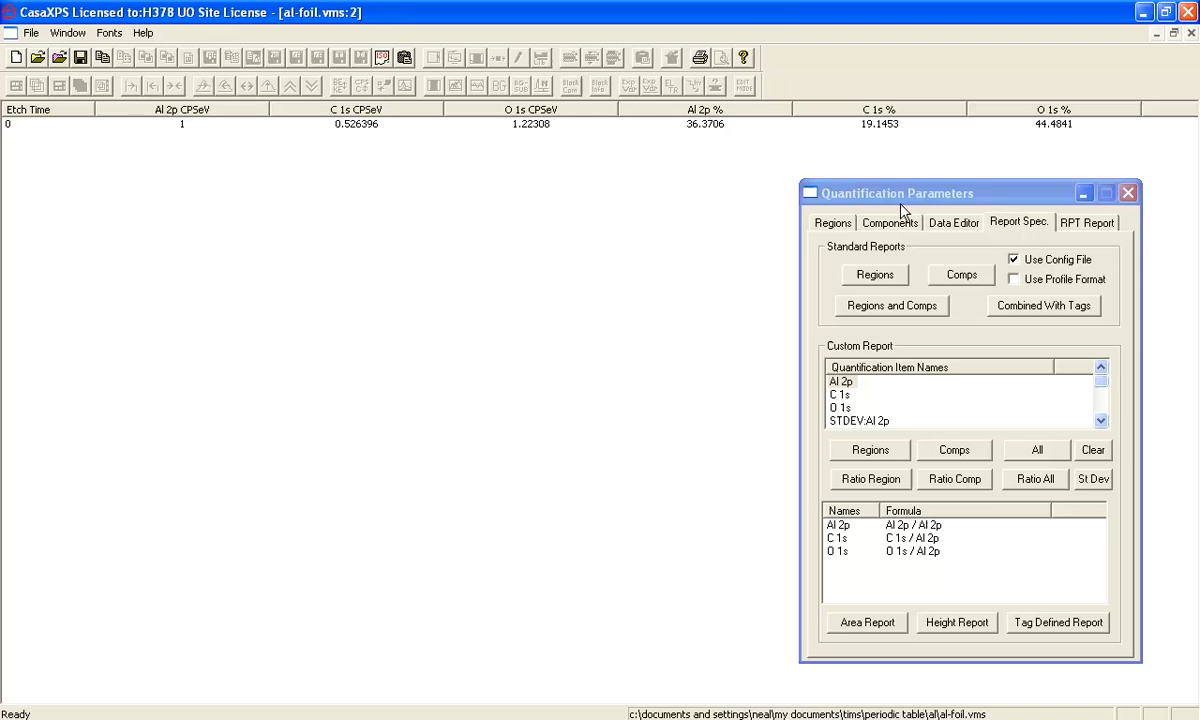 CasaXPS Licensed to:H378 UO Site License - [al-foil.vms:2]
File Window Fonts Help
Etch Time Al 2p CPSeV C 1s CPSeV O 1s CPSeV Al 2p % C 1s % O 1s %
0 1 0.526396 1.22308 36.3706 19.1453 44.4841
Quantification Parameters
Regions Components Data Editor Report Spec. RPT Report
Standard Reports
Use Config File
Regions Comps
Use Profile Format
Regions and Comps Combined With Tags
Custom Report
Quantification Item Names
Al 2p
C 1s
O 1s
STDEV:Al 2p
Regions Comps All Clear
Ratio Region Ratio Comp Ratio All St Dev
Names Formula
Al 2p Al 2p / Al 2p
C 1s C 1s / Al 2p
O 1s O 1s / Al 2p
Area Report Height Report Tag Defined Report
Ready c:\documents and settings\neal\my documents\tims\periodic table\al\al-foil.vms